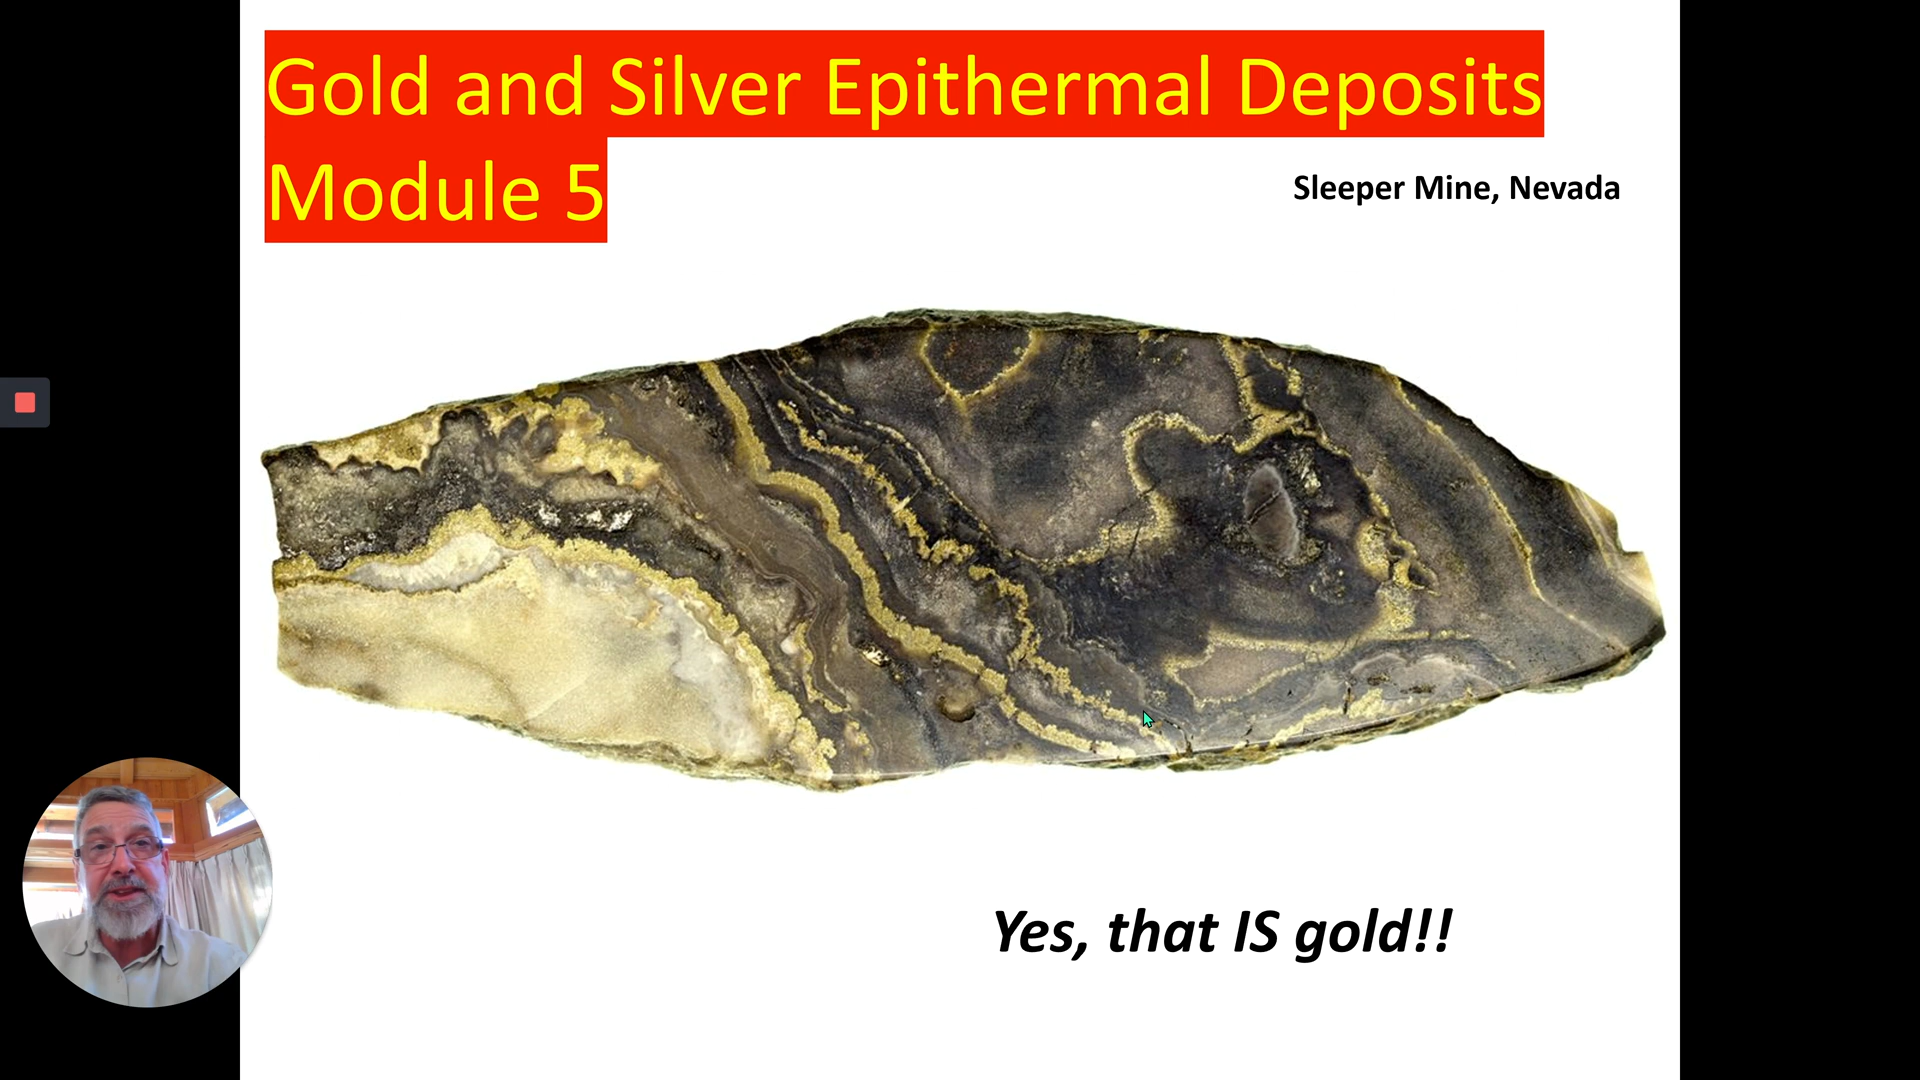 Gold and Silver Epithermal Deposits
Module 5
Sleeper Mine, Nevada
Yes, that IS gold!!